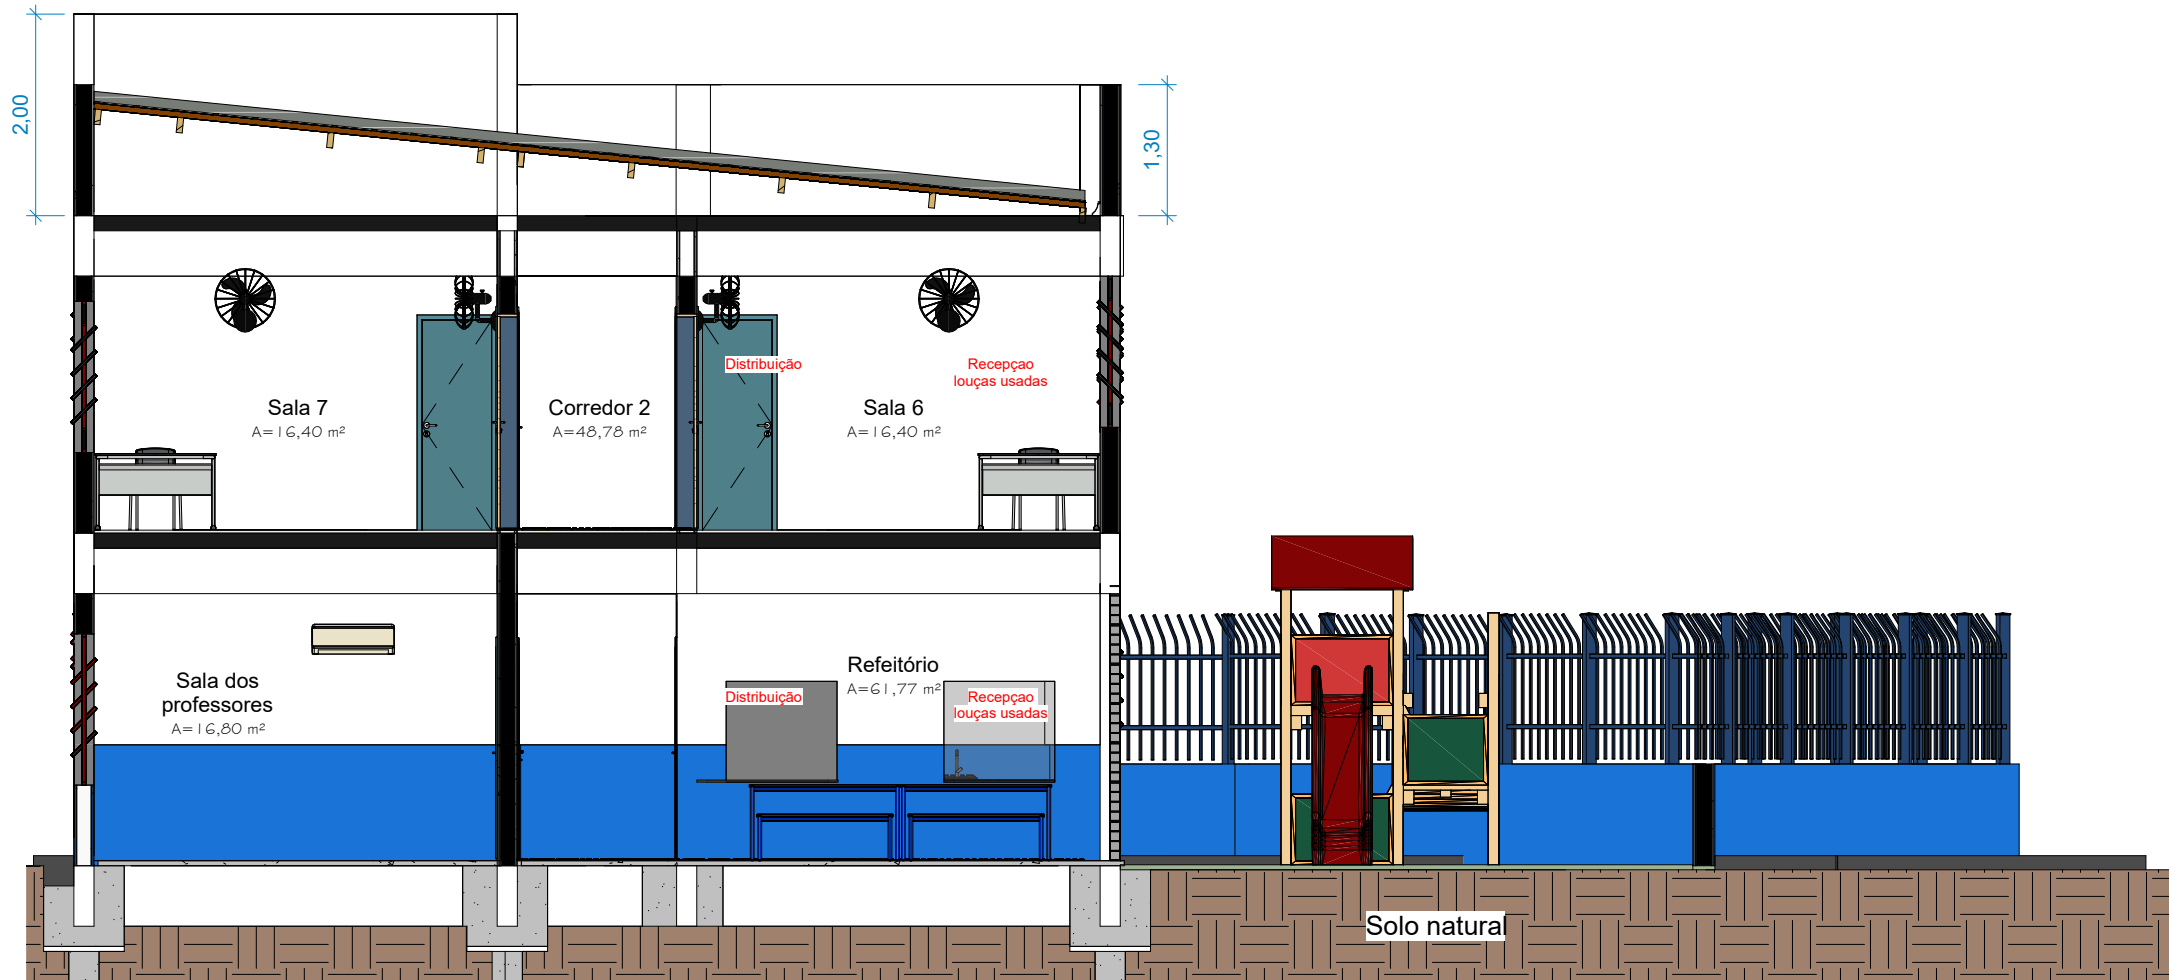 2,00
1,30
Distribuição
Recepçao
louças usadas
Sala 7
A=16,40 m²
Corredor 2
A=48,78 m²
Sala 6
A=16,40 m²
Sala dos
professores
A=16,80 m²
Refeitório
A=61,77 m²
Distribuição
Recepçao
louças usadas
Solo natural